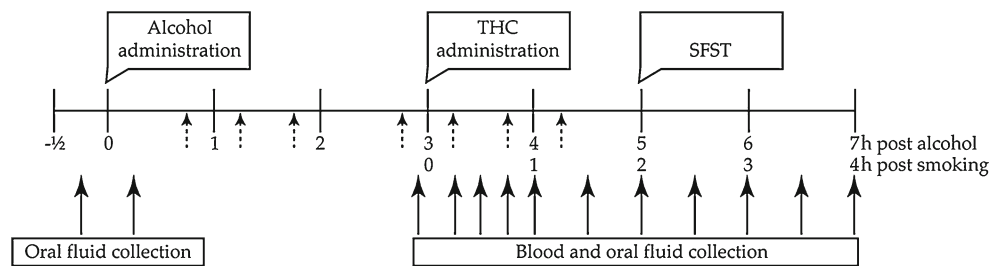 Alcohol
administration
THC
administration
SFST
-½ 0 1 2 3 4 5 6 7h post alcohol
0 1 2 3 4h post smoking
Oral fluid collection
Blood and oral fluid collection